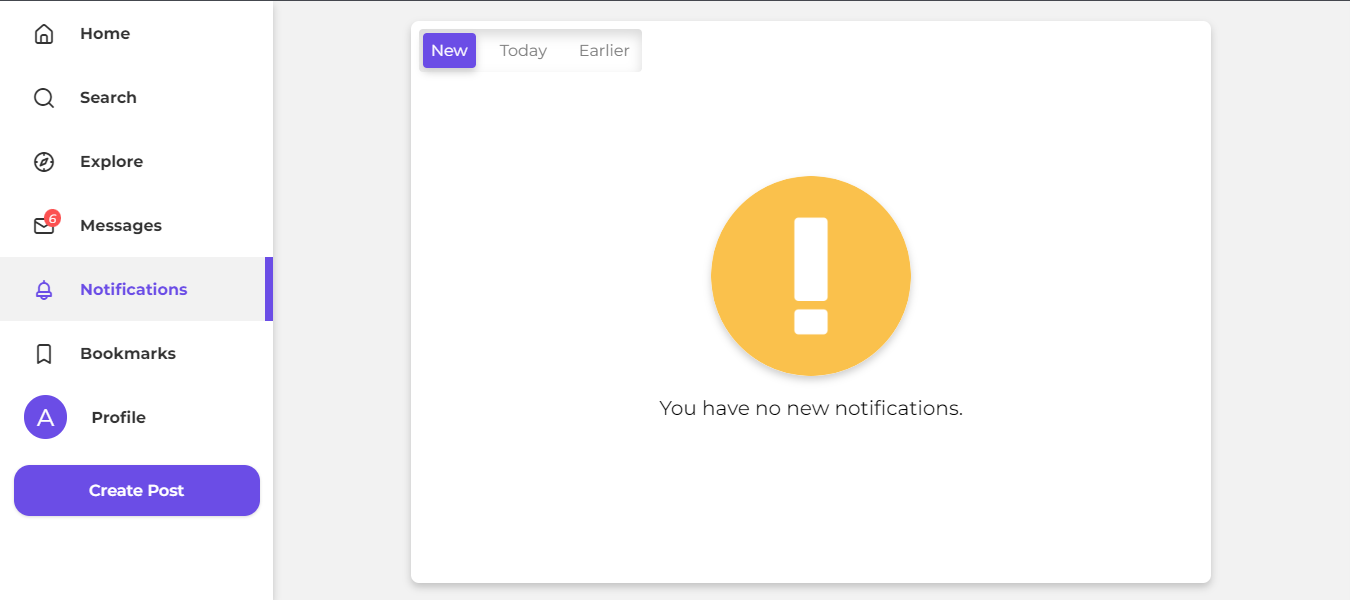 Home
Search
Explore
6
Messages
Notifications
Bookmarks
A
Profile
Create Post
New
Today
Earlier
You have no new notifications.